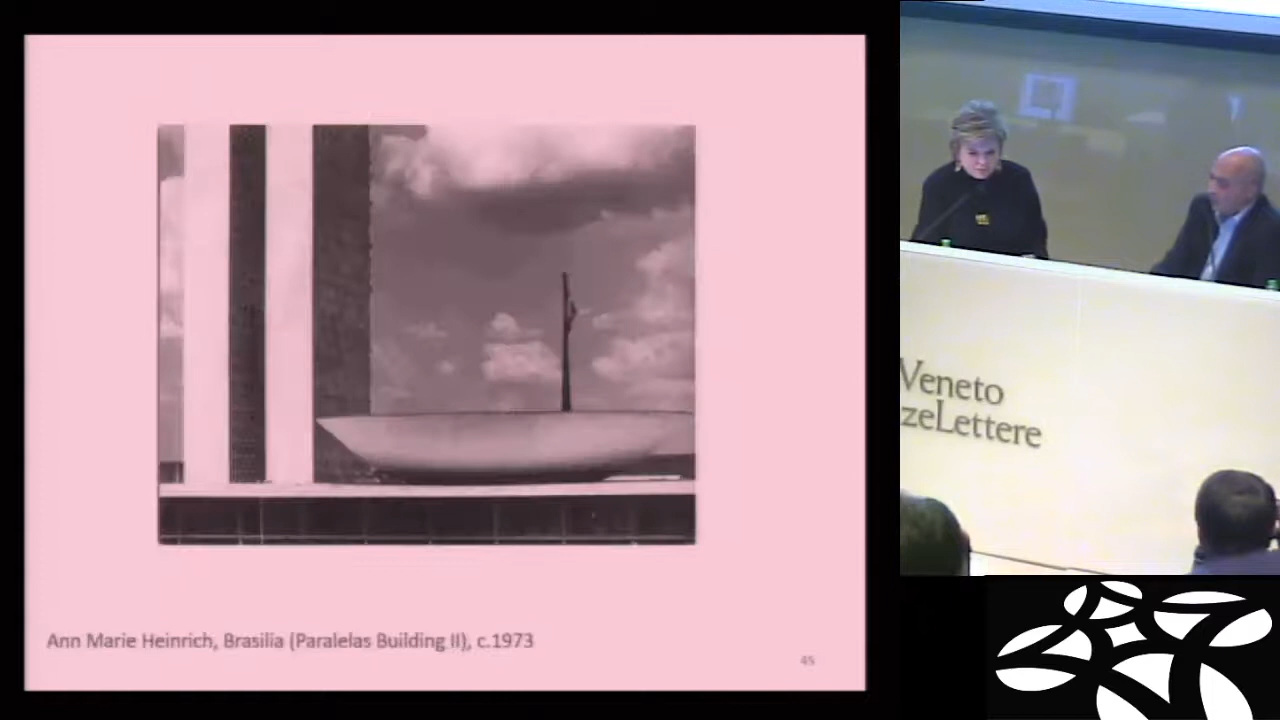 Ann Marie Heinrich, Brasilia (Paralelas Building II), c.1973
45
Veneto
zeLettere